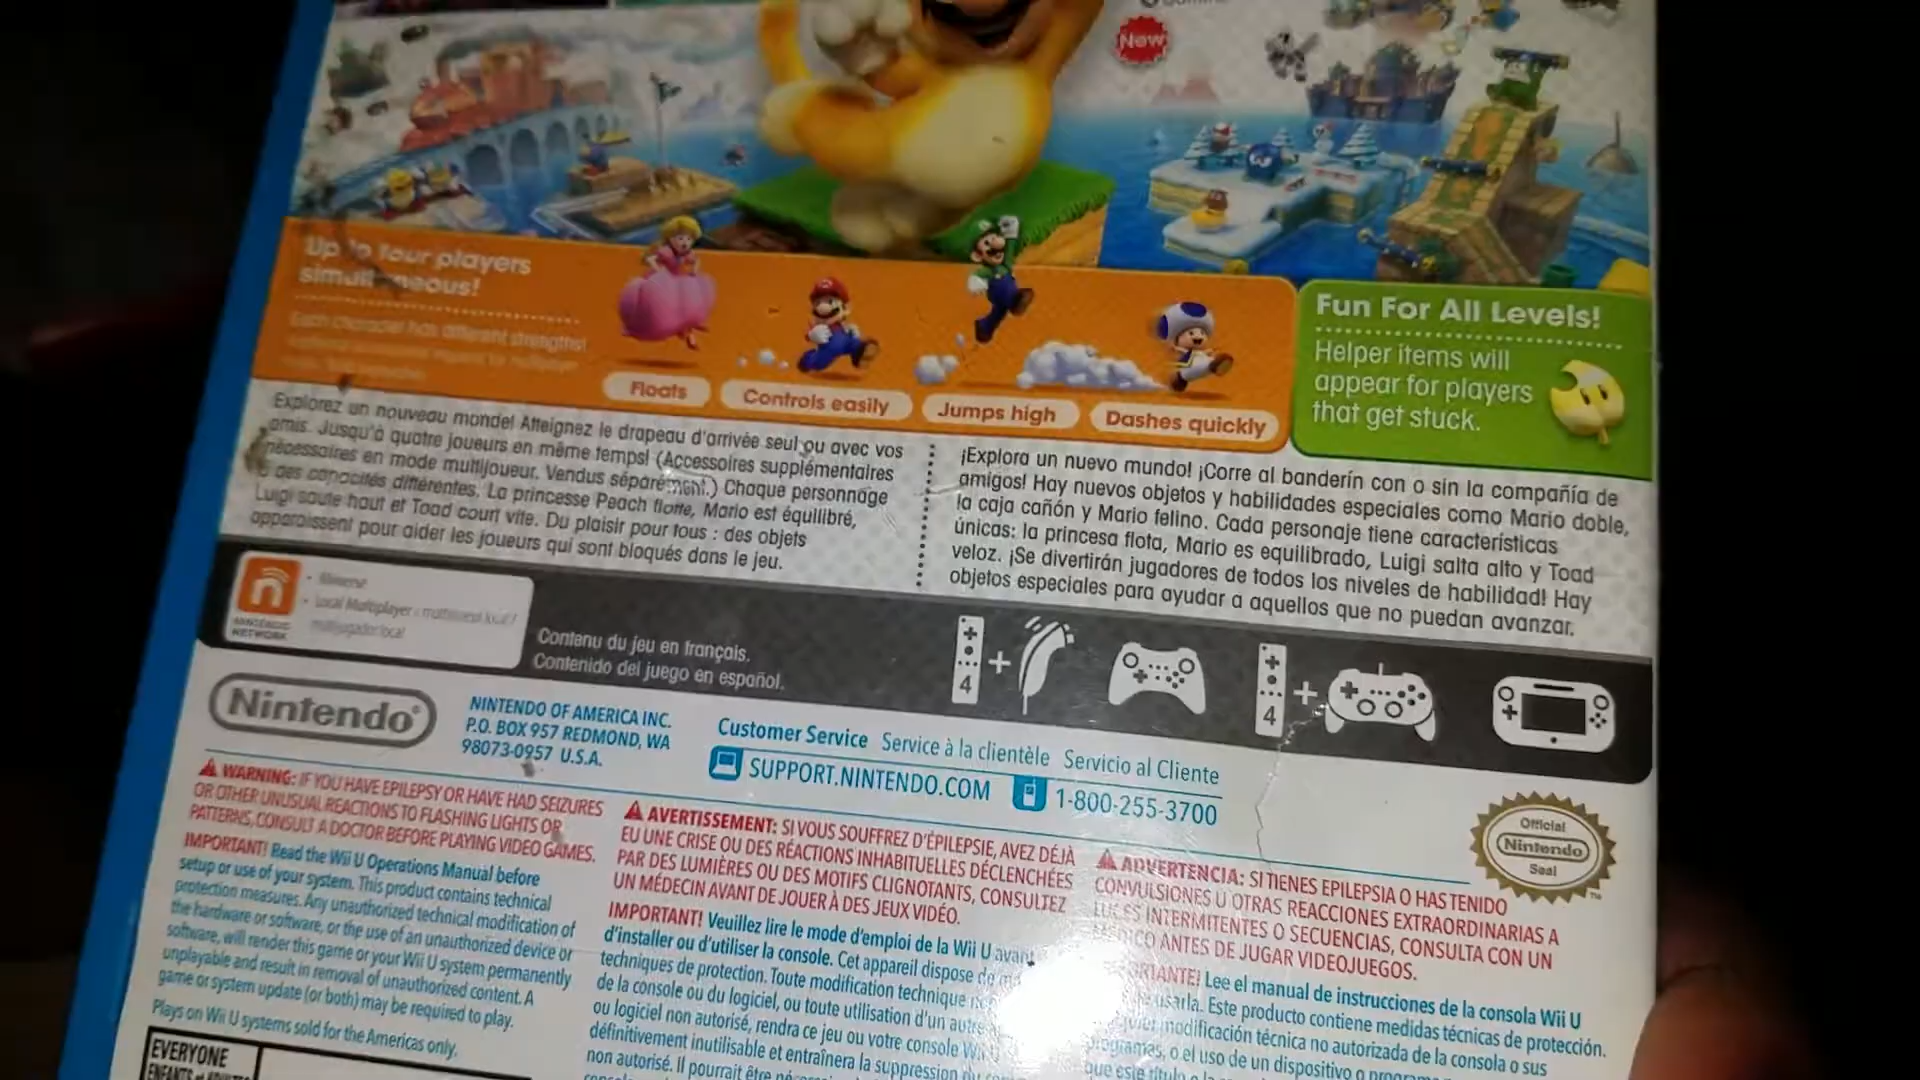 New
Up to four players
simultaneous!
Each character has different strengths!
Floats
Controls easily
Jumps high
Dashes quickly
Fun For All Levels!
Helper items will
appear for players
that get stuck.
Explorez un nouveau monde! Atteignez le drapeau d'arrivée seul ou avec vos
amis. Jusqu'à quatre joueurs en même temps! (Accessoires supplémentaires
nécessaires en mode multijoueur. Vendus séparément.) Chaque personnage
a des capacités différentes. La princesse Peach flotte, Mario est équilibré,
Luigi saute haut et Toad court vite. Du plaisir pour tous : des objets
apparaissent pour aider les joueurs qui sont bloqués dans le jeu.
¡Explora un nuevo mundo! ¡Corre al banderín con o sin la compañía de
amigos! Hay nuevos objetos y habilidades especiales como Mario doble,
la caja cañón y Mario felino. Cada personaje tiene características
únicas: la princesa flota, Mario es equilibrado, Luigi salta alto y Toad
veloz. ¡Se divertirán jugadores de todos los niveles de habilidad! Hay
objetos especiales para ayudar a aquellos que no puedan avanzar.
n
NINTENDO
NETWORK
• Miiverse
• Local Multiplayer / multijoueur local /
multijugador local
Contenu du jeu en français.
Contenido del juego en español.
4
4
Nintendo®
NINTENDO OF AMERICA INC.
P.O. BOX 957 REDMOND, WA
98073-0957 U.S.A.
Customer Service Service à la clientèle Servicio al Cliente
SUPPORT.NINTENDO.COM 1-800-255-3700
Official
Nintendo
Seal
TM
WARNING: IF YOU HAVE EPILEPSY OR HAVE HAD SEIZURES
OR OTHER UNUSUAL REACTIONS TO FLASHING LIGHTS OR
PATTERNS, CONSULT A DOCTOR BEFORE PLAYING VIDEO GAMES.
IMPORTANT! Read the Wii U Operations Manual before
setup or use of your system. This product contains technical
protection measures. Any unauthorized technical modification of
the hardware or software, or the use of an unauthorized device or
software, will render this game or your Wii U system permanently
unplayable and result in removal of unauthorized content. A
game or system update (or both) may be required to play.
Plays on Wii U systems sold for the Americas only.
EVERYONE
AVERTISSEMENT: SI VOUS SOUFFREZ D'ÉPILEPSIE, AVEZ DÉJÀ
EU UNE CRISE OU DES RÉACTIONS INHABITUELLES DÉCLENCHÉES
PAR DES LUMIÈRES OU DES MOTIFS CLIGNOTANTS, CONSULTEZ
UN MÉDECIN AVANT DE JOUER À DES JEUX VIDÉO.
IMPORTANT! Veuillez lire le mode d'emploi de la Wii U avant
d'installer ou d'utiliser la console. Cet appareil dispose de
techniques de protection. Toute modification technique
de la console ou du logiciel, ou toute utilisation d'un autre
ou logiciel non autorisé, rendra ce jeu ou votre console Wii U
définitivement inutilisable et entraînera la suppression du
non autorisé. Il pourrait être
ADVERTENCIA: SI TIENES EPILEPSIA O HAS TENIDO
CONVULSIONES U OTRAS REACCIONES EXTRAORDINARIAS A
LUCES INTERMITENTES O SECUENCIAS, CONSULTA CON UN
MÉDICO ANTES DE JUGAR VIDEOJUEGOS.
Lee el manual de instrucciones de la consola Wii U
usarla. Este producto contiene medidas técnicas de protección.
modificación técnica no autorizada de la consola o sus
programas, o el uso de un dispositivo o
que este título